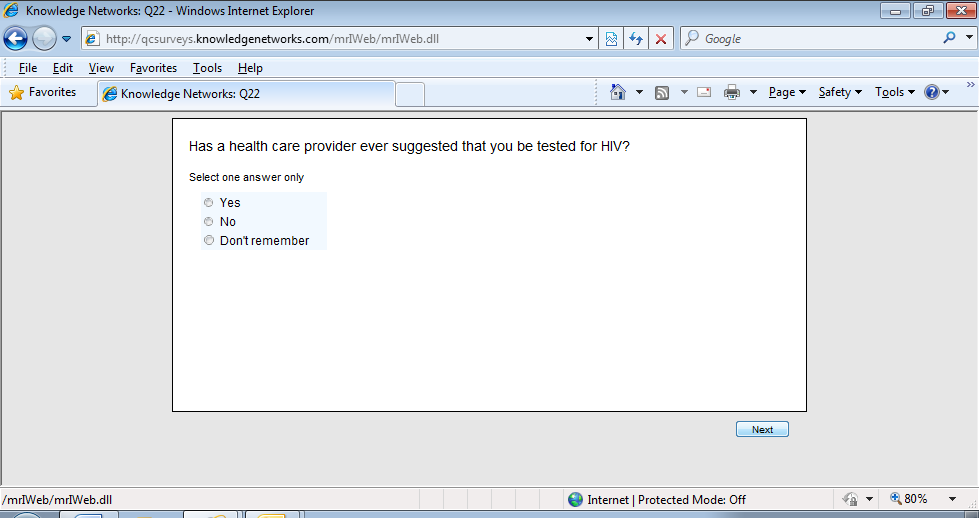 Knowledge Networks: Q22 - Windows Internet Explorer
http://qcsurveys.knowledgenetworks.com/mrIWeb/mrIWeb.dll
Google
File Edit View Favorites Tools Help
Favorites
Knowledge Networks: Q22
Page Safety Tools
Has a health care provider ever suggested that you be tested for HIV?
Select one answer only
Yes
No
Don't remember
Next
/mrIWeb/mrIWeb.dll
Internet | Protected Mode: Off
80%